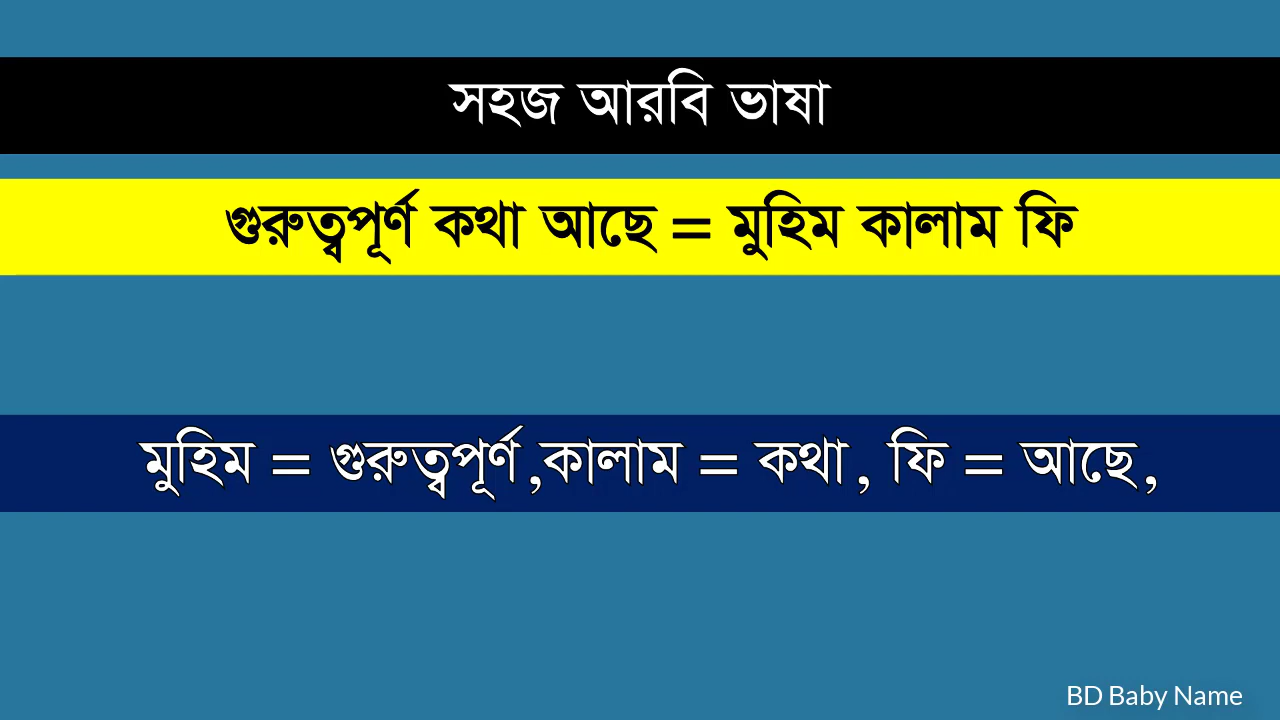 সহজ আরবি ভাষা
গুরুত্বপূর্ণ কথা আছে = মুহিম কালাম ফি
মুহিম = গুরুত্বপূর্ণ,কালাম = কথা, ফি = আছে,
BD Baby Name